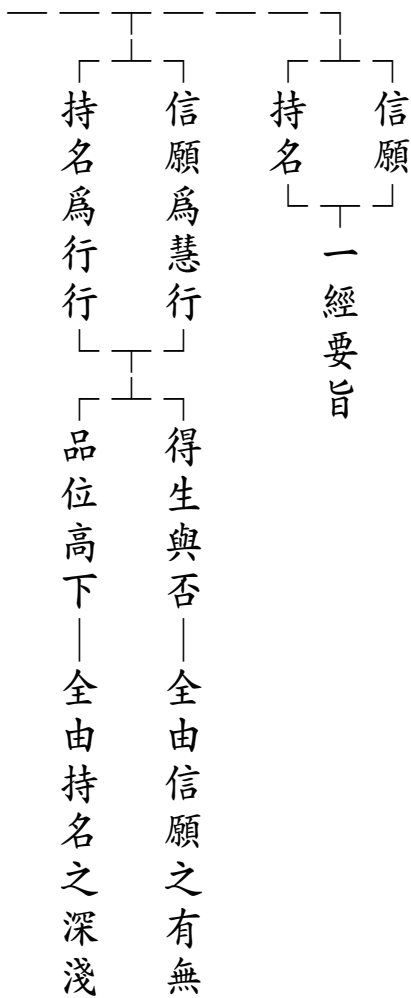 信願
持名
一經要旨
信願爲慧行
持名爲行行
得生與否—全由信願之有無
品位高下—全由持名之深淺